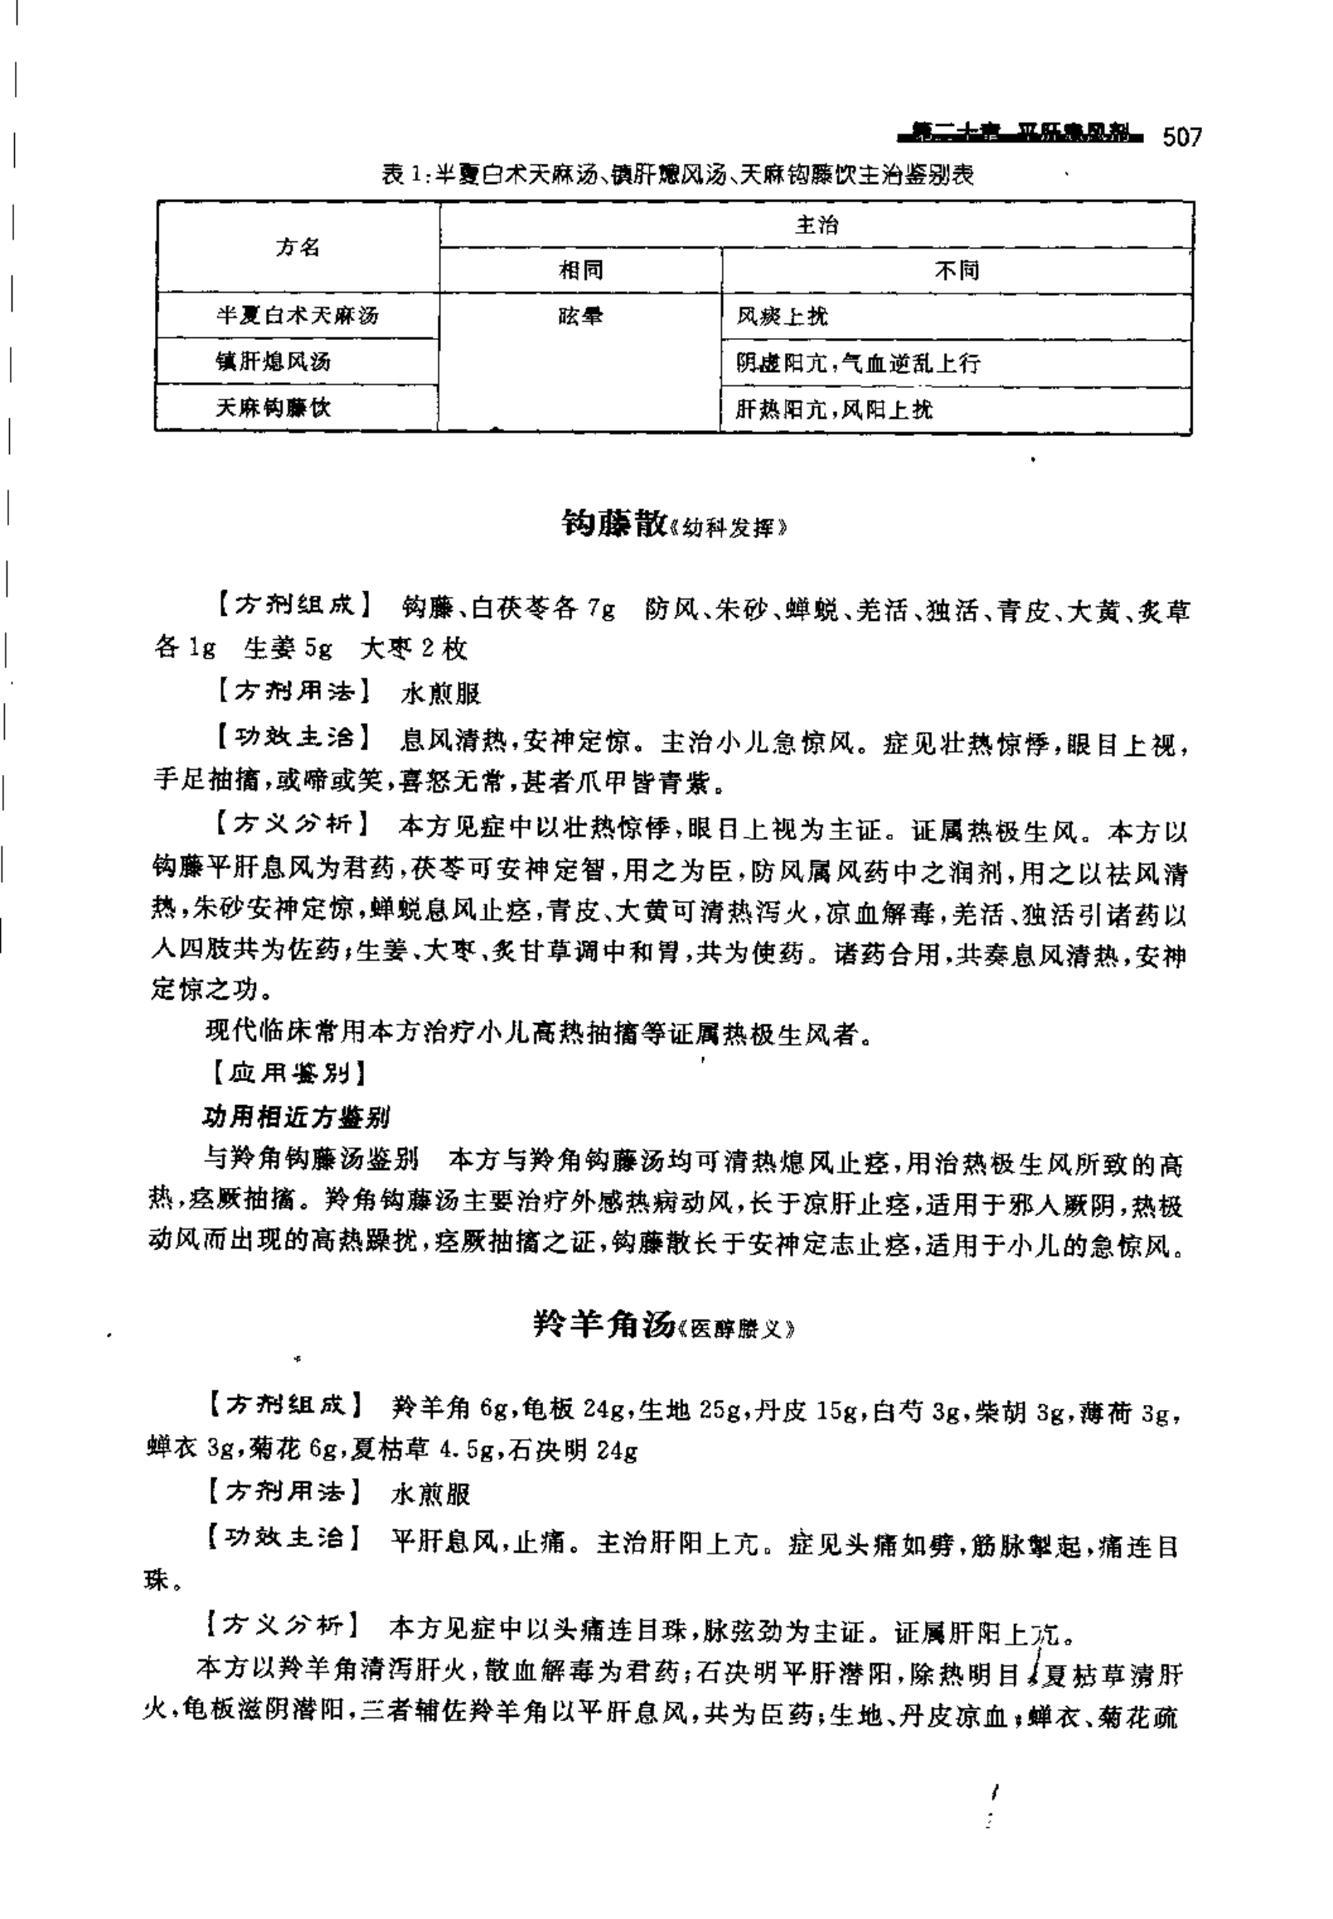 第二十章 平肝熄风剂 507
表1:半夏白术天麻汤、镇肝熄风汤、天麻钩藤饮主治鉴别表
方名 主治
相同 不同
半夏白术天麻汤 眩晕 风痰上扰
镇肝熄风汤 阴虚阳亢,气血逆乱上行
天麻钩藤饮 肝热阳亢,风阳上扰
钩藤散《幼科发挥》
【方剂组成】 钩藤、白茯苓各7g 防风、朱砂、蝉蜕、羌活、独活、青皮、大黄、炙草
各1g 生姜5g 大枣2枚
【方剂用法】 水煎服
【功效主治】 息风清热,安神定惊。主治小儿急惊风。症见壮热惊悸,眼目上视,
手足抽搐,或啼或笑,喜怒无常,甚者爪甲皆青紫。
【方义分析】 本方见症中以壮热惊悸,眼目上视为主证。证属热极生风。本方以
钩藤平肝息风为君药,茯苓可安神定智,用之为臣,防风属风药中之润剂,用之以祛风清
热,朱砂安神定惊,蝉蜕息风止痉,青皮、大黄可清热泻火,凉血解毒,羌活、独活引诸药以
人四肢共为佐药;生姜、大枣、炙甘草调中和胃,共为使药。诸药合用,共奏息风清热,安神
定惊之功。
现代临床常用本方治疗小儿高热抽搐等证属热极生风者。
【应用鉴别】
功用相近方鉴别
与羚角钩藤汤鉴别 本方与羚角钩藤汤均可清热熄风止痉,用治热极生风所致的高
热,痉厥抽搐。羚角钩藤汤主要治疗外感热病动风,长于凉肝止痉,适用于邪人厥阴,热极
动风而出现的高热躁扰,痉厥抽搐之证,钩藤散长于安神定志止痉,适用于小儿的急惊风。
羚羊角汤《医醇賸义》
【方剂组成】 羚羊角6g,龟板24g,生地25g,丹皮15g,白芍3g,柴胡3g,薄荷3g,
蝉衣3g,菊花6g,夏枯草4.5g,石决明24g
【方剂用法】 水煎服
【功效主治】 平肝息风,止痛。主治肝阳上亢。症见头痛如劈,筋脉掣起,痛连目
珠。
【方义分析】 本方见症中以头痛连目珠,脉弦劲为主证。证属肝阳上亢。
本方以羚羊角清泻肝火,散血解毒为君药;石决明平肝潜阳,除热明目;夏枯草清肝
火,龟板滋阴潜阳,三者辅佐羚羊角以平肝息风,共为臣药;生地、丹皮凉血;蝉衣、菊花疏